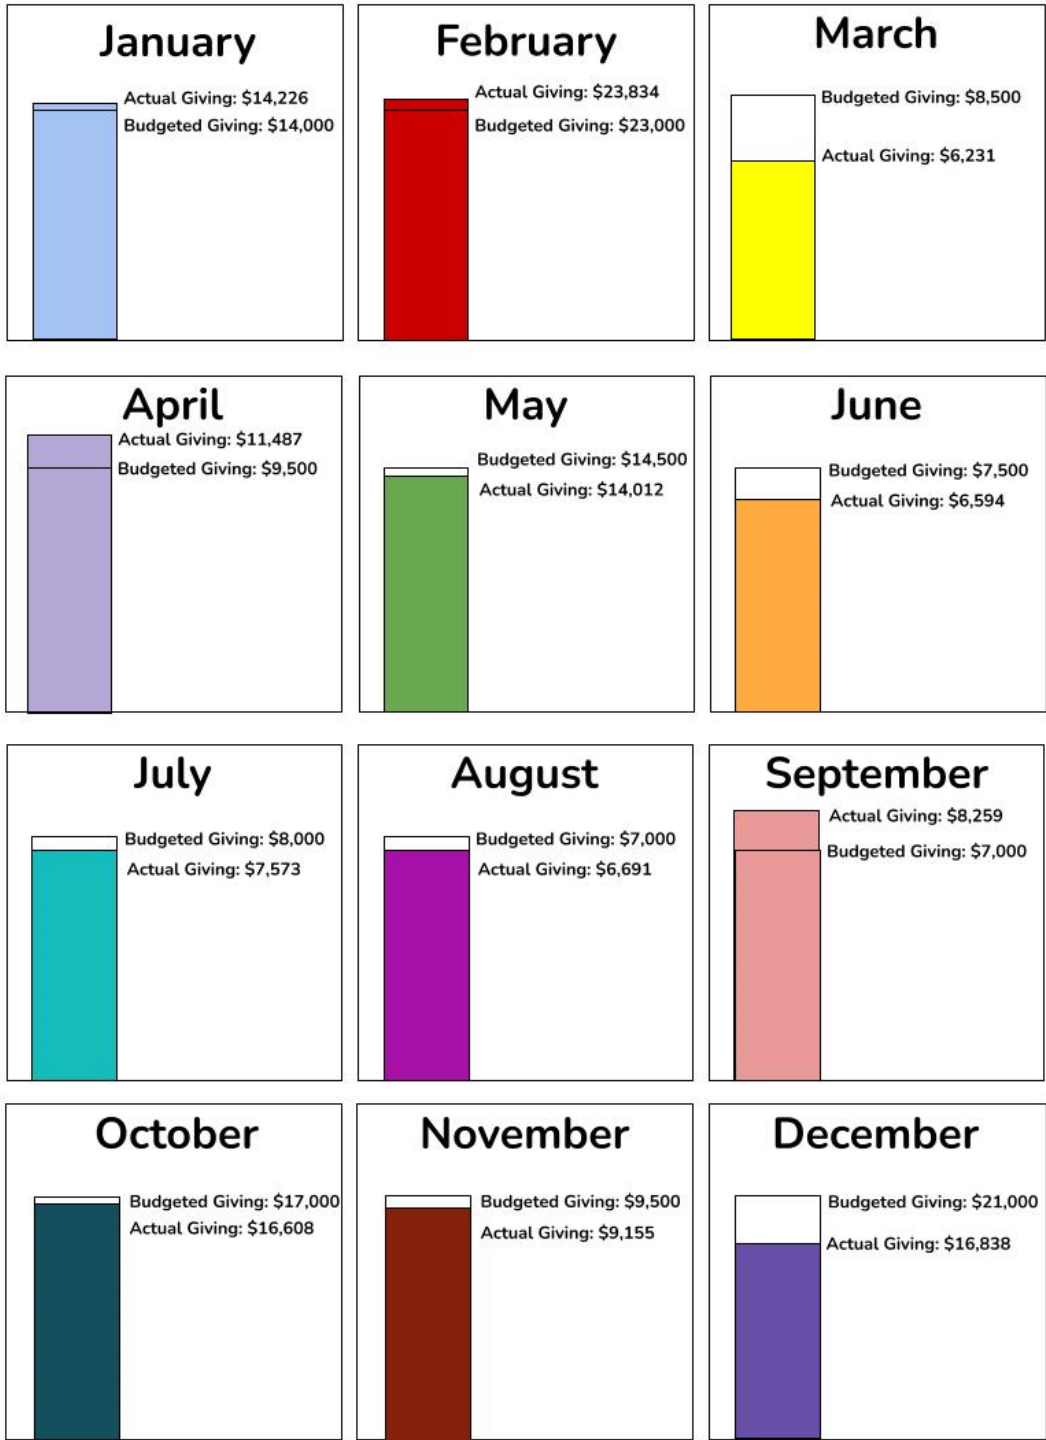 January
Actual Giving: $14,226
Budgeted Giving: $14,000
February
Actual Giving: $23,834
Budgeted Giving: $23,000
March
Budgeted Giving: $8,500
Actual Giving: $6,231
April
Actual Giving: $11,487
Budgeted Giving: $9,500
May
Budgeted Giving: $14,500
Actual Giving: $14,012
June
Budgeted Giving: $7,500
Actual Giving: $6,594
July
Budgeted Giving: $8,000
Actual Giving: $7,573
August
Budgeted Giving: $7,000
Actual Giving: $6,691
September
Actual Giving: $8,259
Budgeted Giving: $7,000
October
Budgeted Giving: $17,000
Actual Giving: $16,608
November
Budgeted Giving: $9,500
Actual Giving: $9,155
December
Budgeted Giving: $21,000
Actual Giving: $16,838